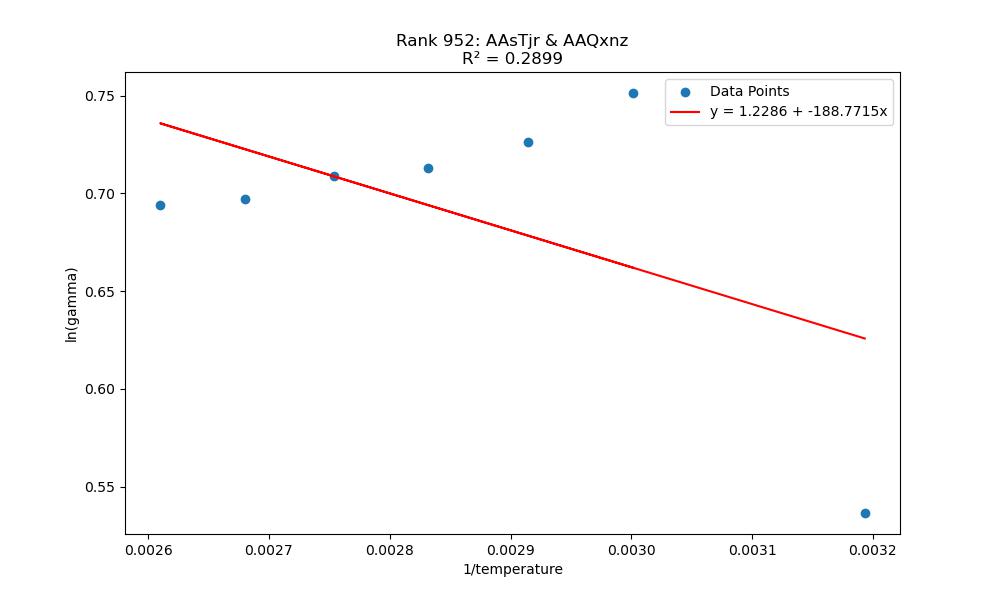 Rank 952: AAsTjr & AAQxnz
R² = 0.2899
Data Points
y = 1.2286 + -188.7715x
ln(gamma)
0.75
0.70
0.65
0.60
0.55
0.0026 0.0027 0.0028 0.0029 0.0030 0.0031 0.0032
1/temperature